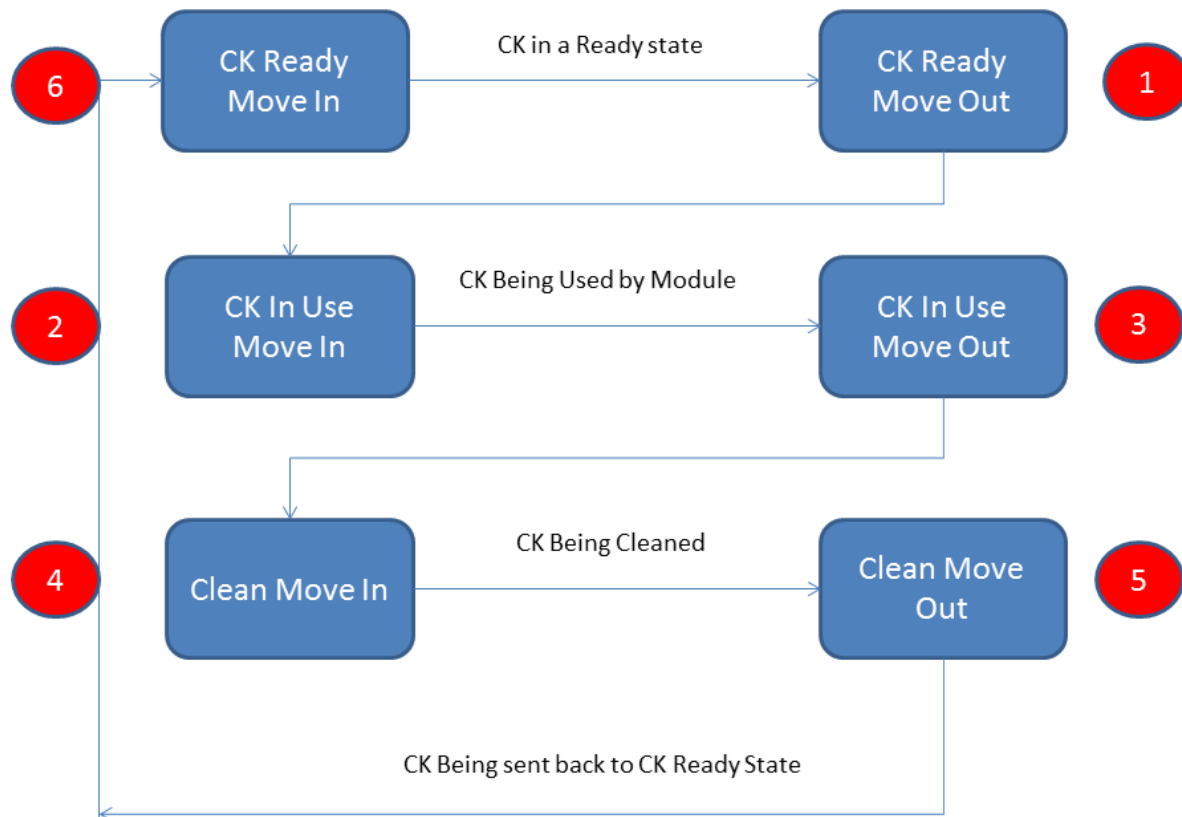 6
CK Ready
Move In
CK in a Ready state
CK Ready
Move Out
1
2
CK In Use
Move In
CK Being Used by Module
CK In Use
Move Out
3
4
Clean Move In
CK Being Cleaned
Clean Move
Out
5
CK Being sent back to CK Ready State